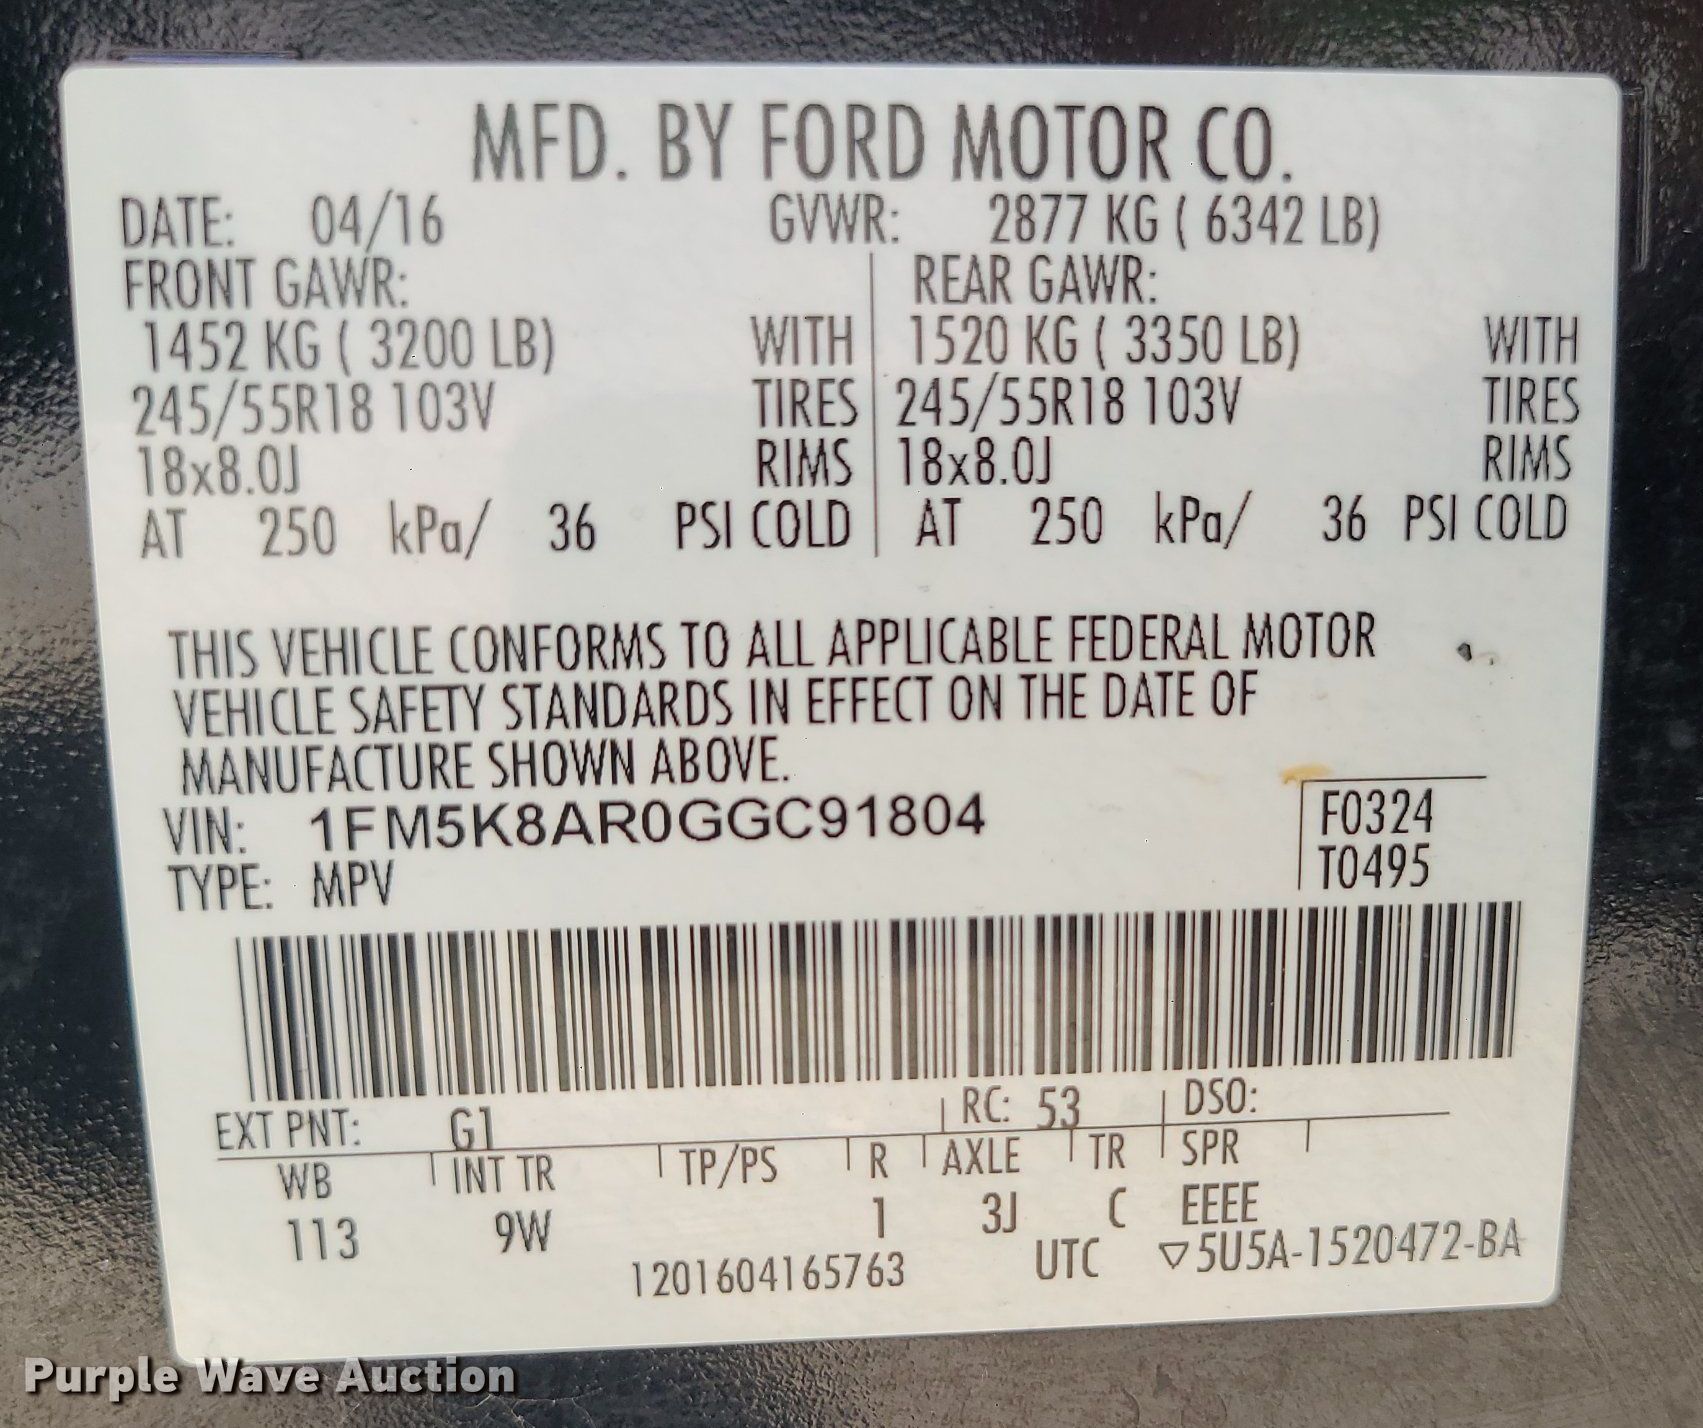 MFD. BY FORD MOTOR CO.
DATE: 04/16 GVWR: 2877 KG ( 6342 LB)
FRONT GAWR: REAR GAWR:
1452 KG ( 3200 LB) WITH 1520 KG ( 3350 LB) WITH
245/55R18 103V TIRES 245/55R18 103V TIRES
18x8.0J RIMS 18x8.0J RIMS
AT 250 kPa/ 36 PSI COLD AT 250 kPa/ 36 PSI COLD
THIS VEHICLE CONFORMS TO ALL APPLICABLE FEDERAL MOTOR
VEHICLE SAFETY STANDARDS IN EFFECT ON THE DATE OF
MANUFACTURE SHOWN ABOVE.
VIN: 1FM5K8AR0GGC91804 F0324
TYPE: MPV T0495
EXT PNT: G1 RC: 53 DSO:
WB INT TR TP/PS R AXLE TR SPR
113 9W 1 3J C EEEE
1201604165763 UTC ▽5U5A-1520472-BA
Purple Wave Auction